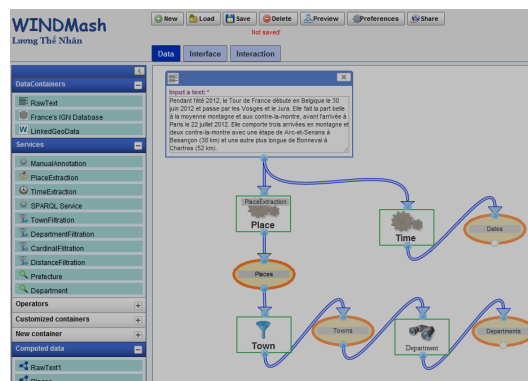 WINDMash
Lương Thế Nhân
New Load Save Delete Preview Preferences Share
Not saved!
Data Interface Interaction
DataContainers
RawText
France's IGN Database
LinkedGeoData
Services
ManualAnnotation
PlaceExtraction
TimeExtraction
SPARQL Service
TownFiltration
DepartmentFiltration
CardinalFiltration
DistanceFiltration
Prefecture
Department
Operators
Customized containers
New container
Computed data
RawText1
Places
Input a text: *
Pendant l'été 2012, le Tour de France débute en Belgique le 30
juin 2012 et passe par les Vosges et le Jura. Elle fait la part belle
à la moyenne montagne et aux contre-la-montre, avant l'arrivée à
Paris le 22 juillet 2012. Elle comporte trois arrivées en montagne et
deux contre-la-montre avec une étape de Arc-et-Senans à
Besançon (38 km) et une autre plus longue de Bonneval à
Chartres (52 km).
PlaceExtraction
Place
Time
Dates
Places
Town
Towns
Department
Departments